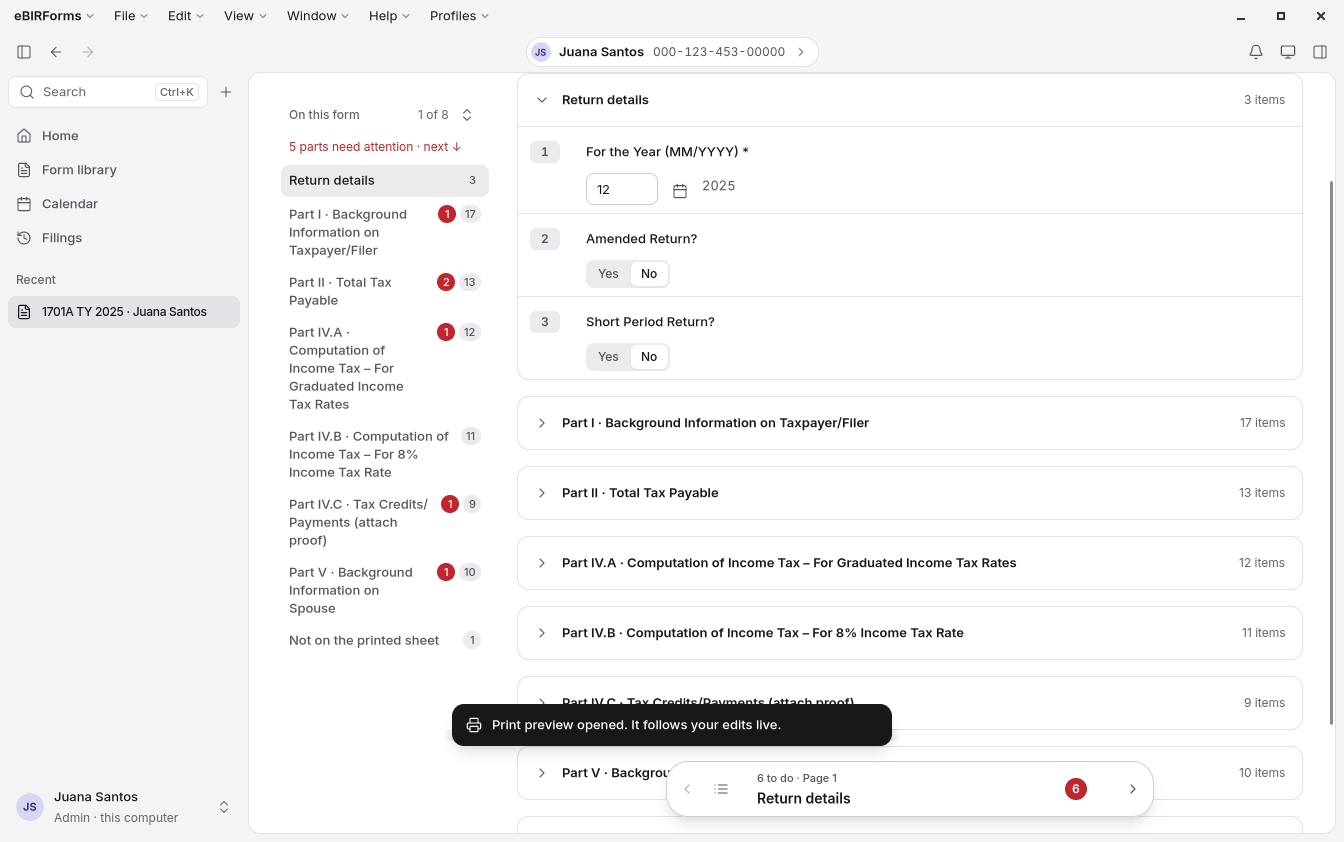 eBIRForms File Edit View Window Help Profiles
JS Juana Santos 000-123-453-00000
Search Ctrl+K
Home
Form library
Calendar
Filings
Recent
1701A TY 2025 · Juana Santos
JS Juana Santos
Admin · this computer
On this form 1 of 8
5 parts need attention · next ↓
Return details 3
Part I · Background 1 17
Information on
Taxpayer/Filer
Part II · Total Tax 2 13
Payable
Part IV.A · 1 12
Computation of
Income Tax – For
Graduated Income
Tax Rates
Part IV.B · Computation of 11
Income Tax – For 8%
Income Tax Rate
Part IV.C · Tax Credits/ 1 9
Payments (attach
proof)
Part V · Background 1 10
Information on
Spouse
Not on the printed sheet 1
Return details 3 items
1 For the Year (MM/YYYY) *
12 2025
2 Amended Return?
Yes No
3 Short Period Return?
Yes No
Part I · Background Information on Taxpayer/Filer 17 items
Part II · Total Tax Payable 13 items
Part IV.A · Computation of Income Tax – For Graduated Income Tax Rates 12 items
Part IV.B · Computation of Income Tax – For 8% Income Tax Rate 11 items
Part IV.C · Tax Credits/Payments (attach proof) 9 items
Print preview opened. It follows your edits live.
Part V · Backgrou 10 items
6 to do · Page 1
Return details 6